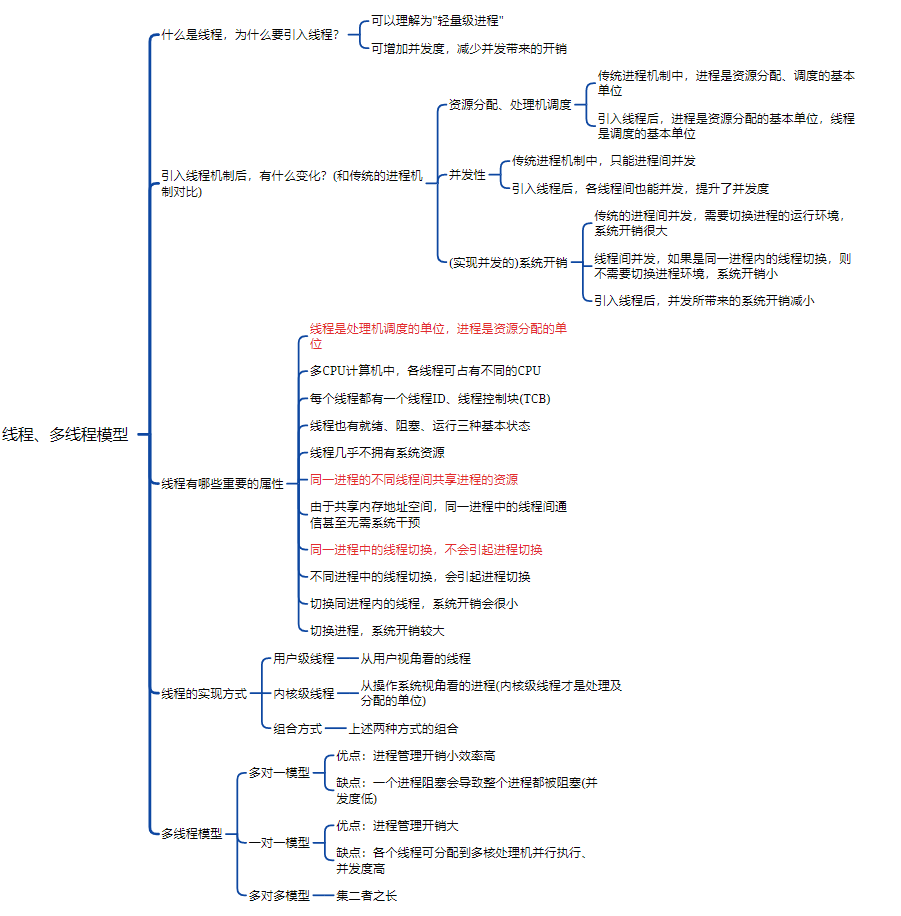 线程、多线程模型
什么是线程，为什么要引入线程？
可以理解为"轻量级进程"
可增加并发度，减少并发带来的开销
引入线程机制后，有什么变化？(和传统的进程机
制对比)
资源分配、处理机调度
传统进程机制中，进程是资源分配、调度的基本
单位
引入线程后，进程是资源分配的基本单位，线程
是调度的基本单位
并发性
传统进程机制中，只能进程间并发
引入线程后，各线程间也能并发，提升了并发度
(实现并发的)系统开销
传统的进程间并发，需要切换进程的运行环境，
系统开销很大
线程间并发，如果是同一进程内的线程切换，则
不需要切换进程环境，系统开销小
引入线程后，并发所带来的系统开销减小
线程有哪些重要的属性
线程是处理机调度的单位，进程是资源分配的单
位
多CPU计算机中，各线程可占有不同的CPU
每个线程都有一个线程ID、线程控制块(TCB)
线程也有就绪、阻塞、运行三种基本状态
线程几乎不拥有系统资源
同一进程的不同线程间共享进程的资源
由于共享内存地址空间，同一进程中的线程间通
信甚至无需系统干预
同一进程中的线程切换，不会引起进程切换
不同进程中的线程切换，会引起进程切换
切换同进程内的线程，系统开销会很小
切换进程，系统开销较大
线程的实现方式
用户级线程
从用户视角看的线程
内核级线程
从操作系统视角看的进程(内核级线程才是处理及
分配的单位)
组合方式
上述两种方式的组合
多线程模型
多对一模型
优点：进程管理开销小效率高
缺点：一个进程阻塞会导致整个进程都被阻塞(并
发度低)
一对一模型
优点：进程管理开销大
缺点：各个线程可分配到多核处理机并行执行、
并发度高
多对多模型
集二者之长